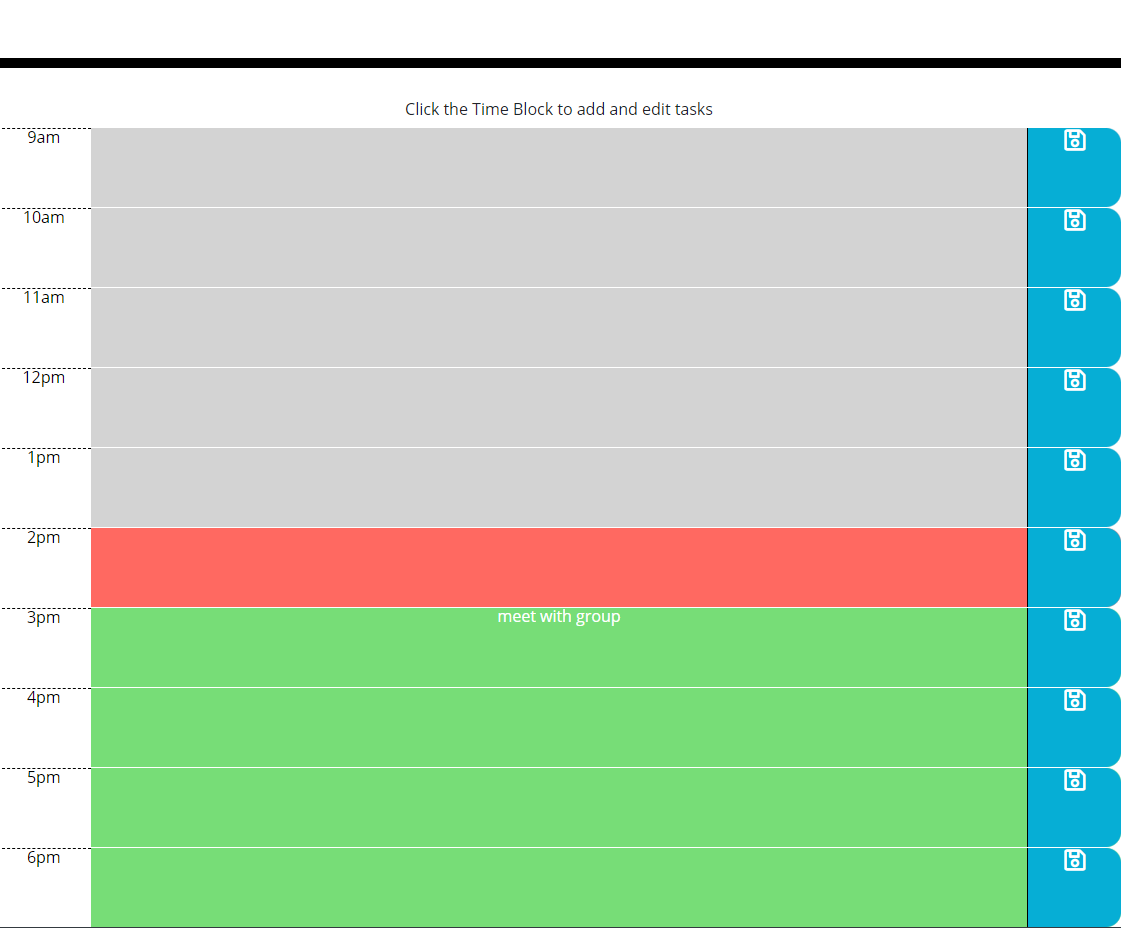 Click the Time Block to add and edit tasks
9am
10am
11am
12pm
1pm
2pm
3pm
meet with group
4pm
5pm
6pm